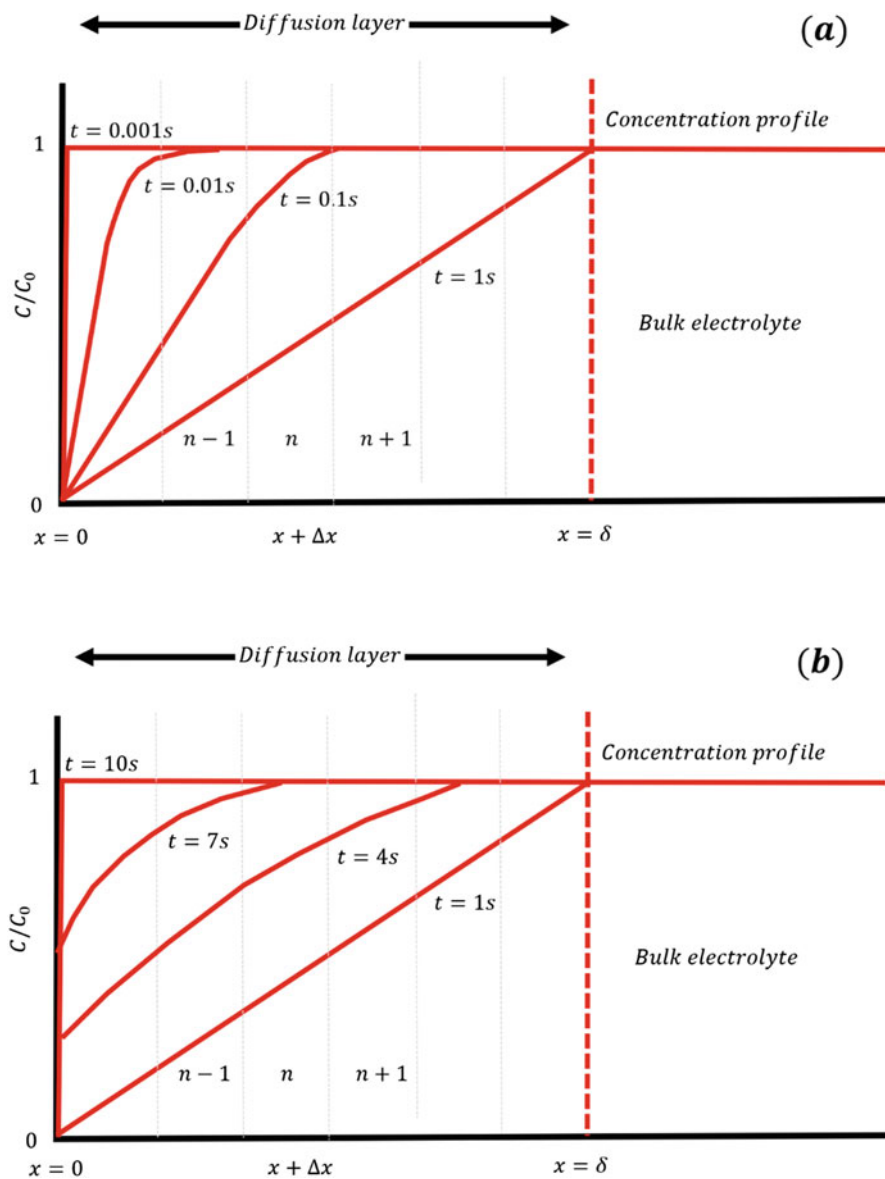 Diffusion layer
(a)
Concentration profile
1
t = 0.001s
t = 0.01s
t = 0.1s
t = 1s
C/C₀
Bulk electrolyte
n − 1
n
n + 1
0
x = 0
x + Δx
x = δ
Diffusion layer
(b)
Concentration profile
t = 10s
1
t = 7s
t = 4s
t = 1s
C/C₀
Bulk electrolyte
n − 1
n
n + 1
0
x = 0
x + Δx
x = δ